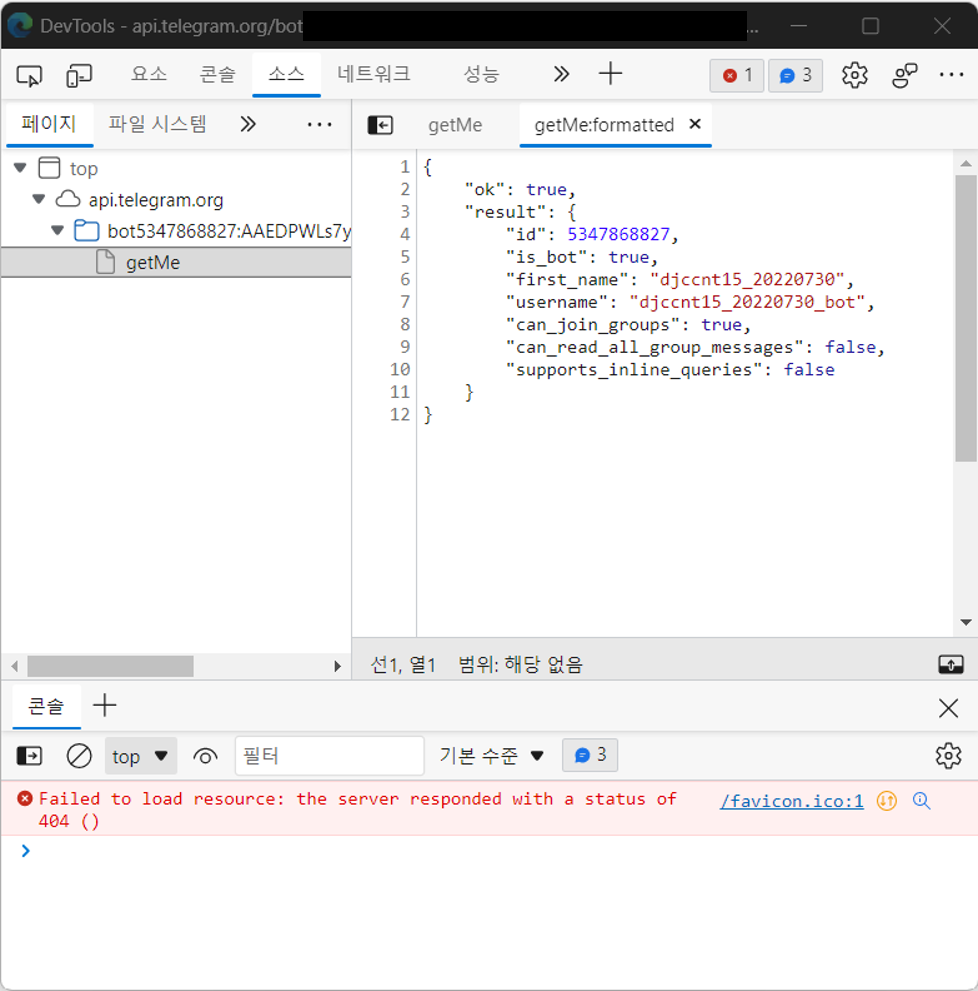 DevTools - api.telegram.org/bot ...
요소 콘솔 소스 네트워크 성능 1 3
페이지 파일 시스템 getMe getMe:formatted
top
api.telegram.org
bot5347868827:AAEDPWLs7y
getMe
1 {
2 "ok": true,
3 "result": {
4 "id": 5347868827,
5 "is_bot": true,
6 "first_name": "djccnt15_20220730",
7 "username": "djccnt15_20220730_bot",
8 "can_join_groups": true,
9 "can_read_all_group_messages": false,
10 "supports_inline_queries": false
11 }
12 }
선1, 열1 범위: 해당 없음
콘솔
top 필터 기본 수준 3
Failed to load resource: the server responded with a status of /favicon.ico:1
404 ()